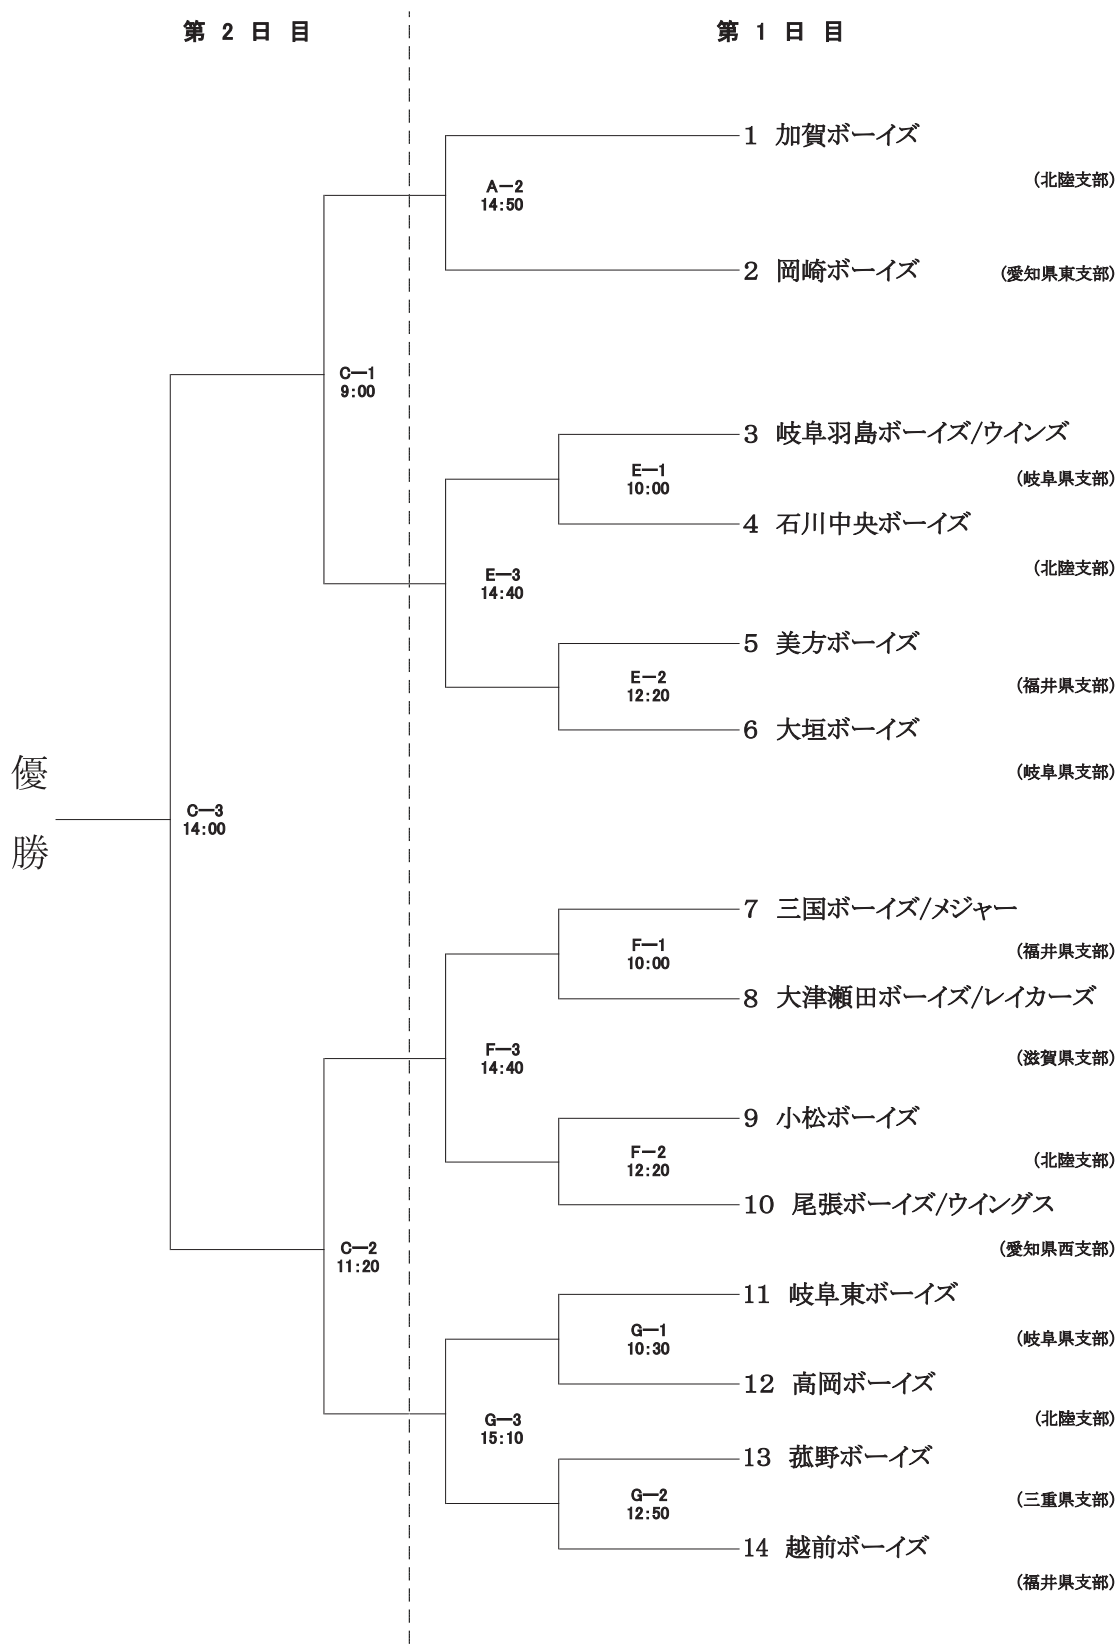 第 2 日 目
第 1 日 目
1 加賀ボーイズ
(北陸支部)
A-2
14:50
2 岡崎ボーイズ
(愛知県東支部)
C-1
9:00
3 岐阜羽島ボーイズ/ウインズ
(岐阜県支部)
E-1
10:00
4 石川中央ボーイズ
(北陸支部)
E-3
14:40
5 美方ボーイズ
(福井県支部)
E-2
12:20
6 大垣ボーイズ
(岐阜県支部)
優
勝
C-3
14:00
7 三国ボーイズ/メジャー
(福井県支部)
F-1
10:00
8 大津瀬田ボーイズ/レイカーズ
(滋賀県支部)
F-3
14:40
9 小松ボーイズ
(北陸支部)
F-2
12:20
10 尾張ボーイズ/ウイングス
(愛知県西支部)
C-2
11:20
11 岐阜東ボーイズ
(岐阜県支部)
G-1
10:30
12 高岡ボーイズ
(北陸支部)
G-3
15:10
13 菰野ボーイズ
(三重県支部)
G-2
12:50
14 越前ボーイズ
(福井県支部)